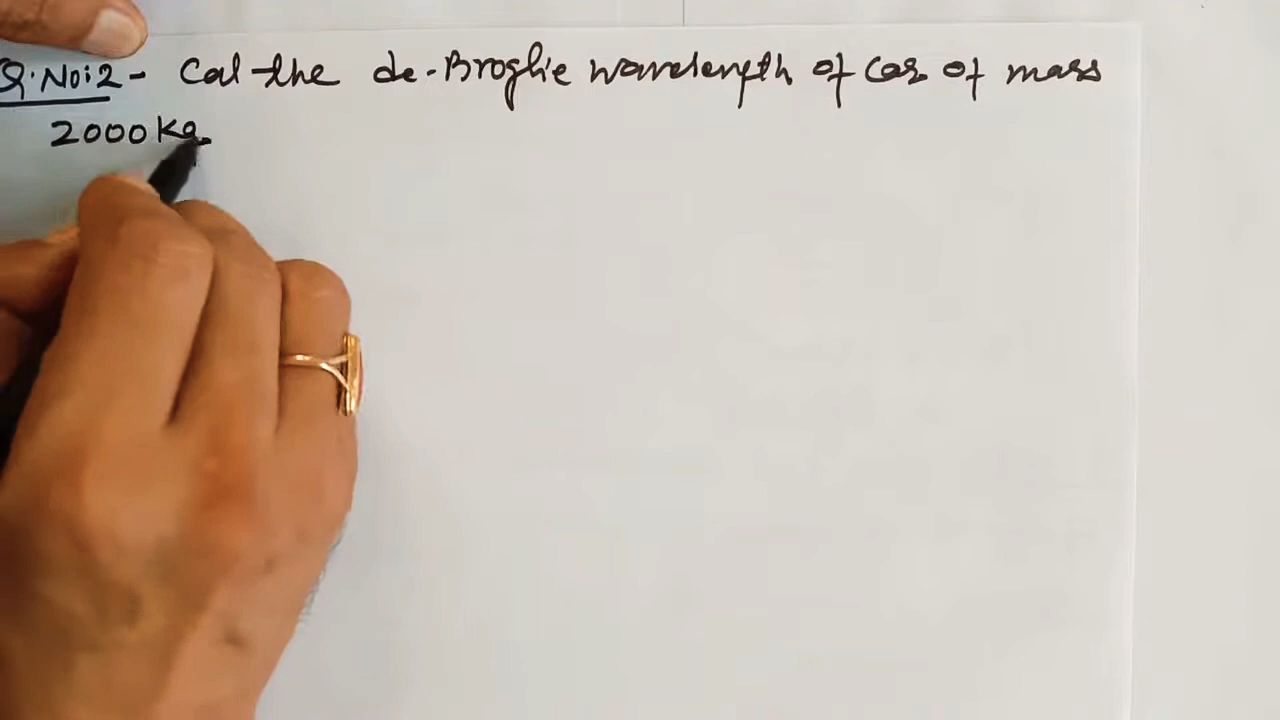 Q.No:2- Cal the de-Broglie wavelength of car of mass
2000 Kg